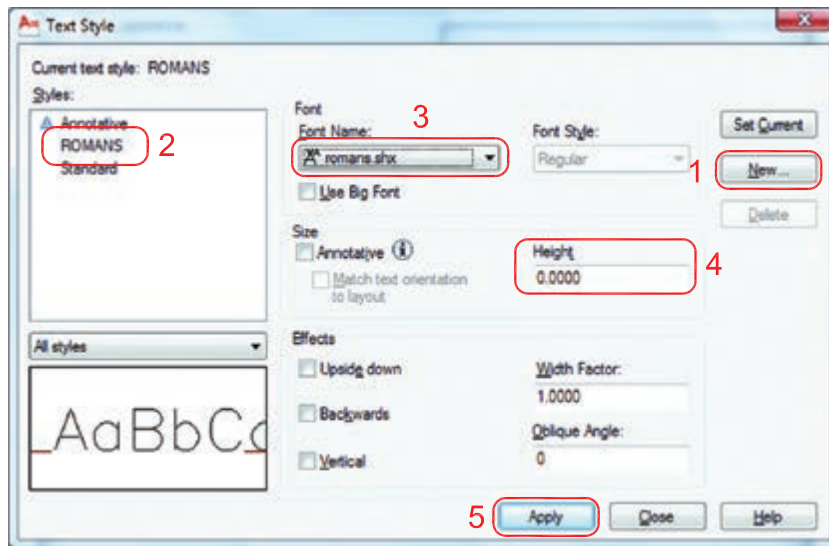 Text Style
Current text style: ROMANS
Styles:
Annotative
ROMANS
Standard
2
All styles
AaBbCc
Font
3
Font Name:
romans.shx
Font Style:
Regular
Use Big Font
Size
Annotative
Match text orientation
to layout
Height
0.0000
4
Effects
Upside down
Backwards
Vertical
Width Factor:
1.0000
Oblique Angle:
0
Set Current
1
New...
Delete
5
Apply
Close
Help